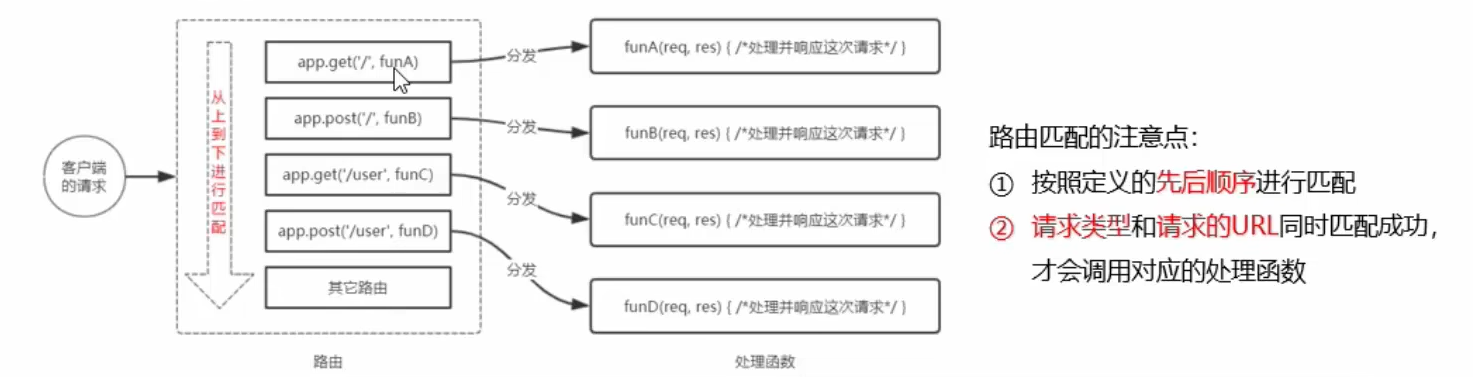 客户端
的请求
从上到下进行匹配
app.get('/', funA)
app.post('/', funB)
app.get('/user', funC)
app.post('/user', funD)
其它路由
路由
分发
分发
分发
分发
funA(req, res) { /*处理并响应这次请求*/ }
funB(req, res) { /*处理并响应这次请求*/ }
funC(req, res) { /*处理并响应这次请求*/ }
funD(req, res) { /*处理并响应这次请求*/ }
处理函数
路由匹配的注意点：
① 按照定义的先后顺序进行匹配
② 请求类型和请求的URL同时匹配成功，
才会调用对应的处理函数